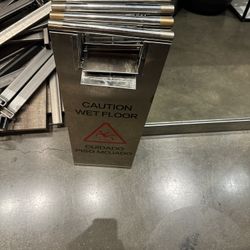 CAUTION
WET FLOOR
CUIDADO
PISO MOJADO